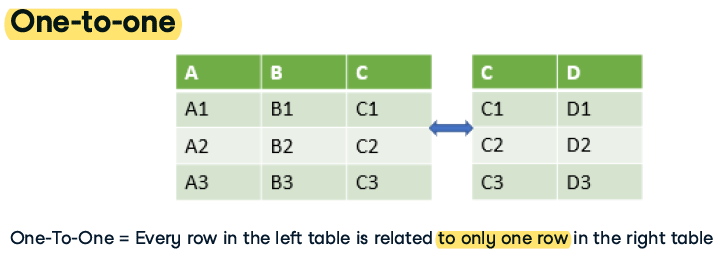 One-to-one
A B C C D
A1 B1 C1 C1 D1
A2 B2 C2 C2 D2
A3 B3 C3 C3 D3
One-To-One = Every row in the left table is related to only one row in the right table